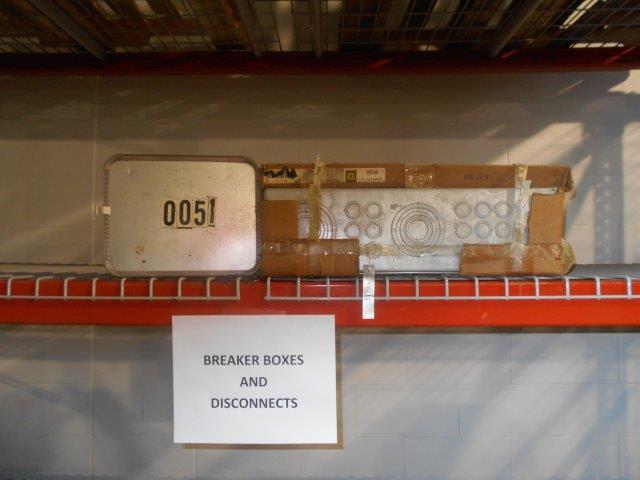 0051
BREAKER BOXES
AND
DISCONNECTS